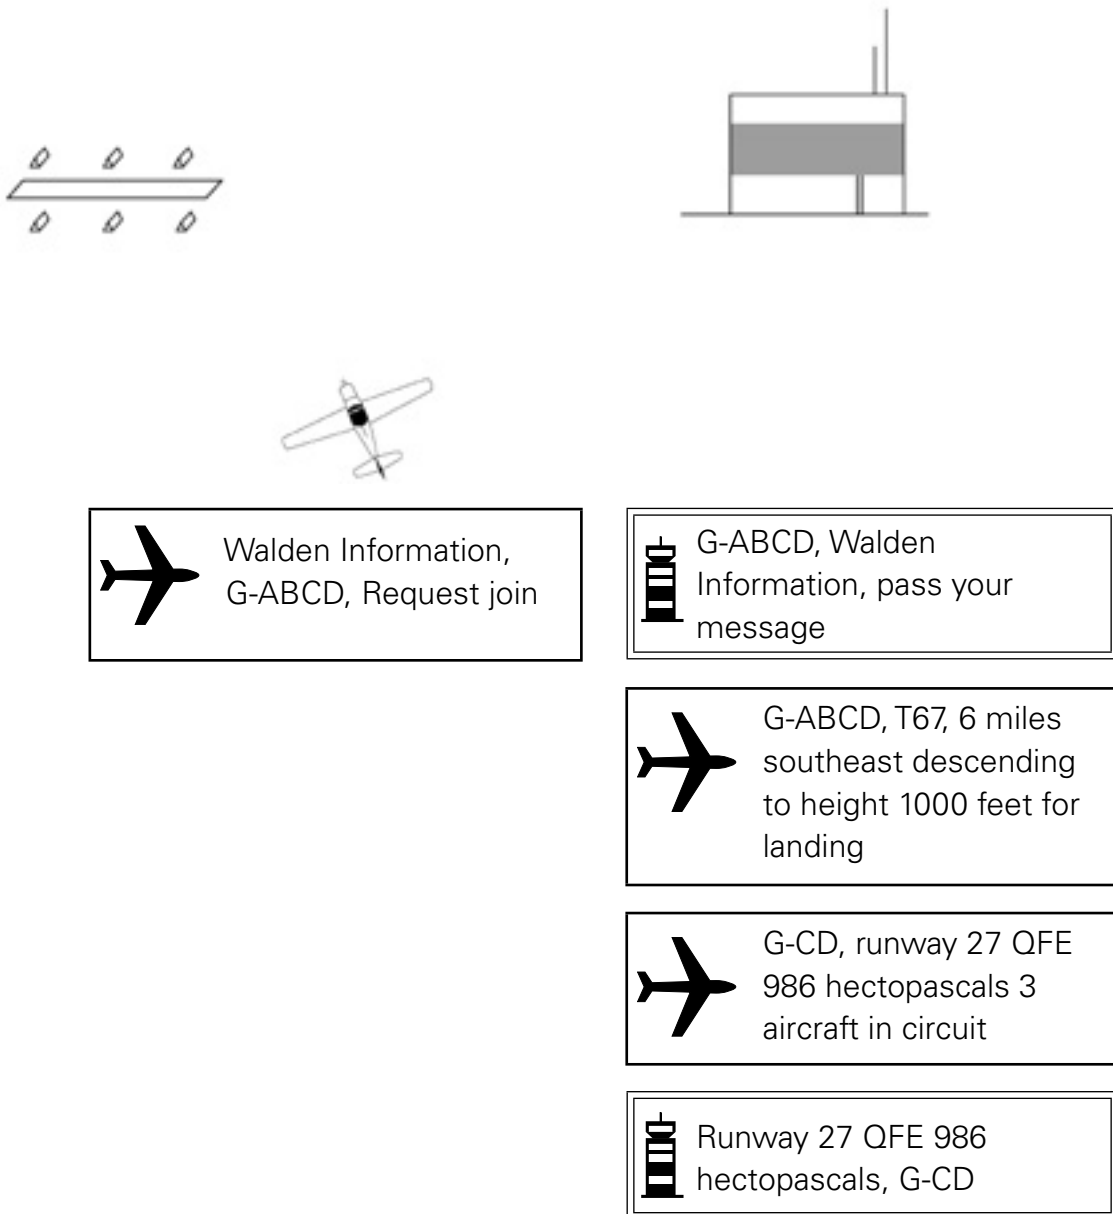 Walden Information,
G-ABCD, Request join
G-ABCD, Walden
Information, pass your
message
G-ABCD, T67, 6 miles
southeast descending
to height 1000 feet for
landing
G-CD, runway 27 QFE
986 hectopascals 3
aircraft in circuit
Runway 27 QFE 986
hectopascals, G-CD